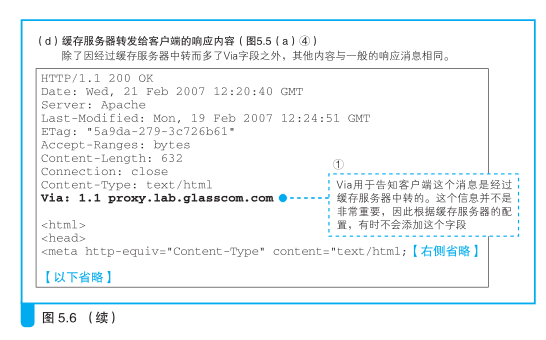 （d）缓存服务器转发给客户端的响应内容（图5.5（a）④）
除了因经过缓存服务器中转而多了Via字段之外，其他内容与一般的响应消息相同。
HTTP/1.1 200 OK
Date: Wed, 21 Feb 2007 12:20:40 GMT
Server: Apache
Last-Modified: Mon, 19 Feb 2007 12:24:51 GMT
ETag: "5a9da-279-3c726b61"
Accept-Ranges: bytes
Content-Length: 632
Connection: close
Content-Type: text/html
Via: 1.1 proxy.lab.glasscom.com
①
Via用于告知客户端这个消息是经过
缓存服务器中转的。这个信息并不是
非常重要，因此根据缓存服务器的配
置，有时不会添加这个字段
<html>
<head>
<meta http-equiv="Content-Type" content="text/html;【右侧省略】
【以下省略】
图 5.6 （续）